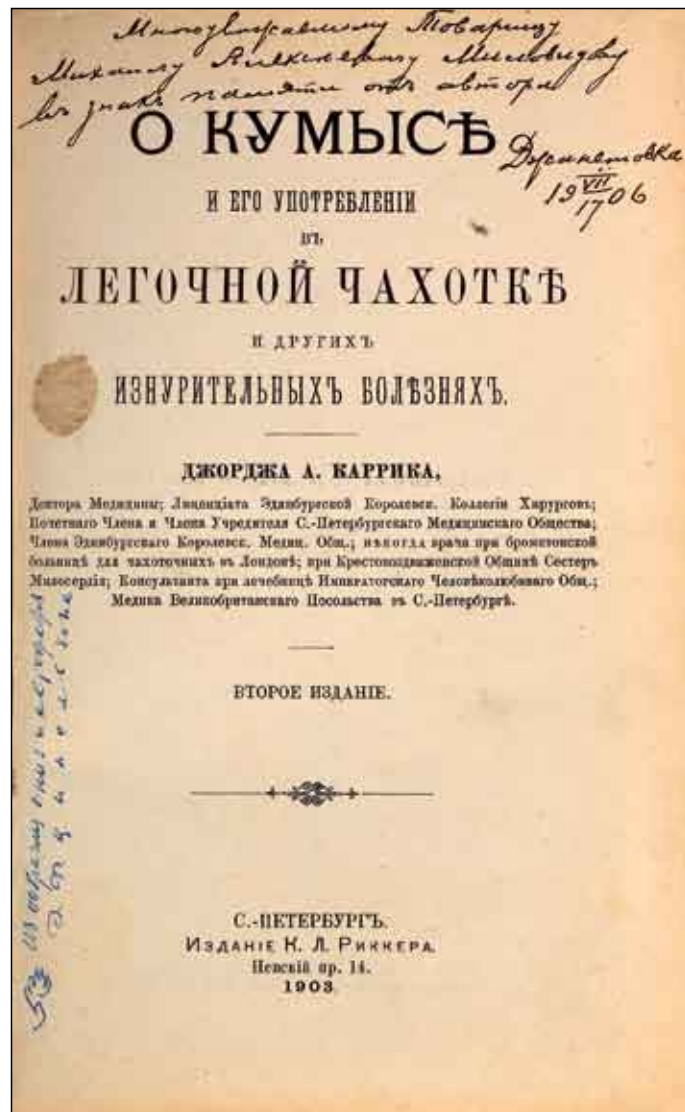 Многоуважаемому Товарищу
Михаилу Алексеевичу Миловидову
въ знакъ памяти отъ автора
Джанетовка
19 VII/17 06
О КУМЫСѢ
И ЕГО УПОТРЕБЛЕНІИ
ВЪ
ЛЕГОЧНОЙ ЧАХОТКѢ
И ДРУГИХЪ
ИЗНУРИТЕЛЬНЫХЪ БОЛѢЗНЯХЪ.
ДЖОРДЖА А. КАРРИКА,
Доктора Медицины; Лиценціата Эдинбургской Королевск. Коллегіи Хирурговъ;
Почетнаго Члена и Члена Учредителя С.-Петербургскаго Медицинскаго Общества;
Члена Эдинбургскаго Королевск. Медиц. Общ.; нѣкогда врача при бромптонской
больницѣ для чахоточныхъ въ Лондонѣ; при Крестовоздвиженской Общинѣ Сестеръ
Милосердія; Консультанта при лечебницѣ Императорскаго Человѣколюбиваго Общ.;
Медика Великобританскаго Посольства въ С.-Петербургѣ.
ВТОРОЕ ИЗДАНІЕ.
С.-ПЕТЕРБУРГЪ.
ИЗДАНІЕ К. Л. РИККЕРА.
Невскій пр. 14.
1903